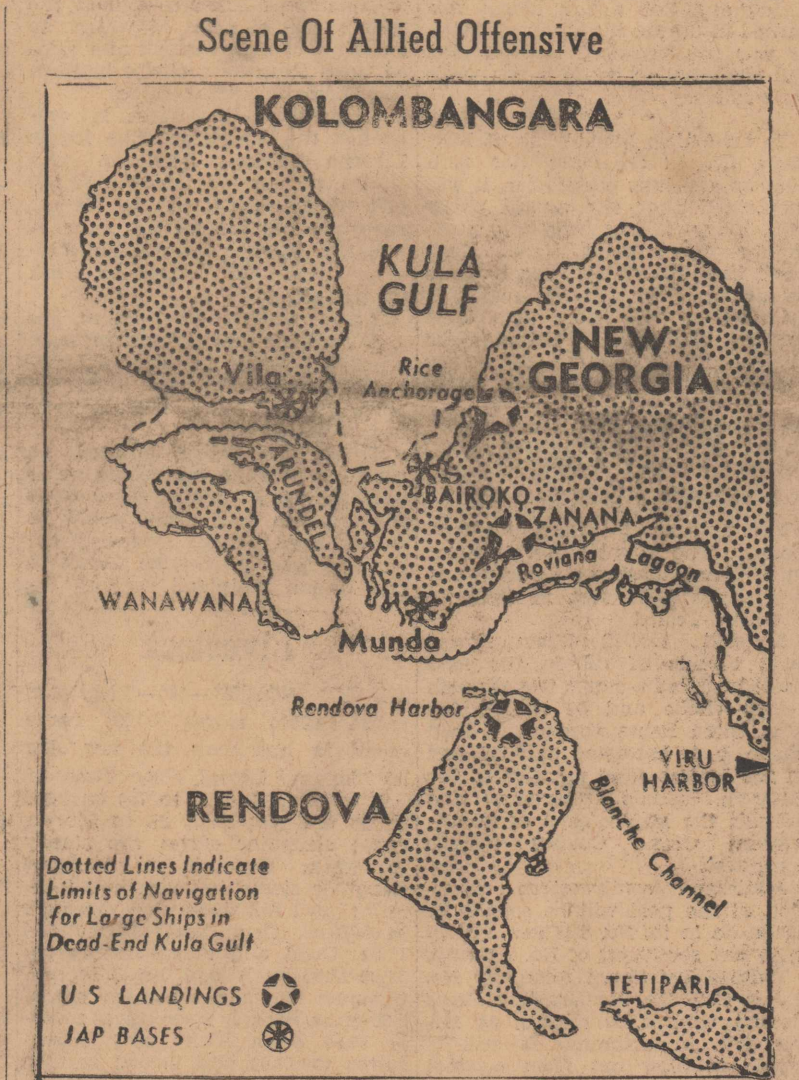 Scene Of Allied Offensive
KOLOMBANGARA
KULA
GULF
NEW
GEORGIA
Rice
Anchorage
Vila
ARUNDEL
BAIROKO
ZANANA
Roviana Lagoon
WANAWANA
Munda
Rendova Harbor
VIRU
HARBOR
RENDOVA
Blanche Channel
Dotted Lines Indicate
Limits of Navigation
for Large Ships in
Dead-End Kula Gulf
U S LANDINGS
JAP BASES
TETIPARI